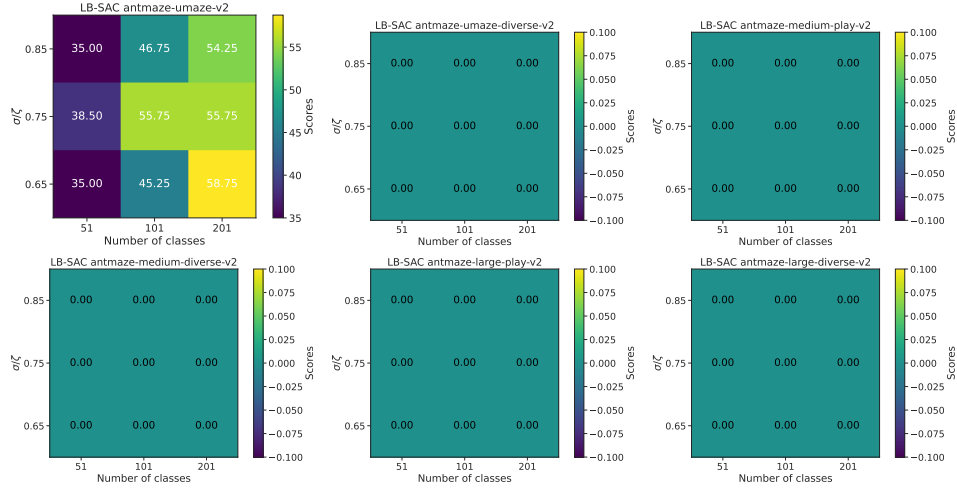 LB-SAC antmaze-umaze-v2
0.85 35.00 46.75 54.25
0.75 38.50 55.75 55.75
0.65 35.00 45.25 58.75
51 101 201
Number of classes
σ/ζ
55
50
45
40
35
Scores
LB-SAC antmaze-umaze-diverse-v2
0.85 0.00 0.00 0.00
0.75 0.00 0.00 0.00
0.65 0.00 0.00 0.00
51 101 201
Number of classes
σ/ζ
0.100
0.075
0.050
0.025
0.000
−0.025
−0.050
−0.075
−0.100
Scores
LB-SAC antmaze-medium-play-v2
0.85 0.00 0.00 0.00
0.75 0.00 0.00 0.00
0.65 0.00 0.00 0.00
51 101 201
Number of classes
σ/ζ
0.100
0.075
0.050
0.025
0.000
−0.025
−0.050
−0.075
−0.100
Scores
LB-SAC antmaze-medium-diverse-v2
0.85 0.00 0.00 0.00
0.75 0.00 0.00 0.00
0.65 0.00 0.00 0.00
51 101 201
Number of classes
σ/ζ
0.100
0.075
0.050
0.025
0.000
−0.025
−0.050
−0.075
−0.100
Scores
LB-SAC antmaze-large-play-v2
0.85 0.00 0.00 0.00
0.75 0.00 0.00 0.00
0.65 0.00 0.00 0.00
51 101 201
Number of classes
σ/ζ
0.100
0.075
0.050
0.025
0.000
−0.025
−0.050
−0.075
−0.100
Scores
LB-SAC antmaze-large-diverse-v2
0.85 0.00 0.00 0.00
0.75 0.00 0.00 0.00
0.65 0.00 0.00 0.00
51 101 201
Number of classes
σ/ζ
0.100
0.075
0.050
0.025
0.000
−0.025
−0.050
−0.075
−0.100
Scores